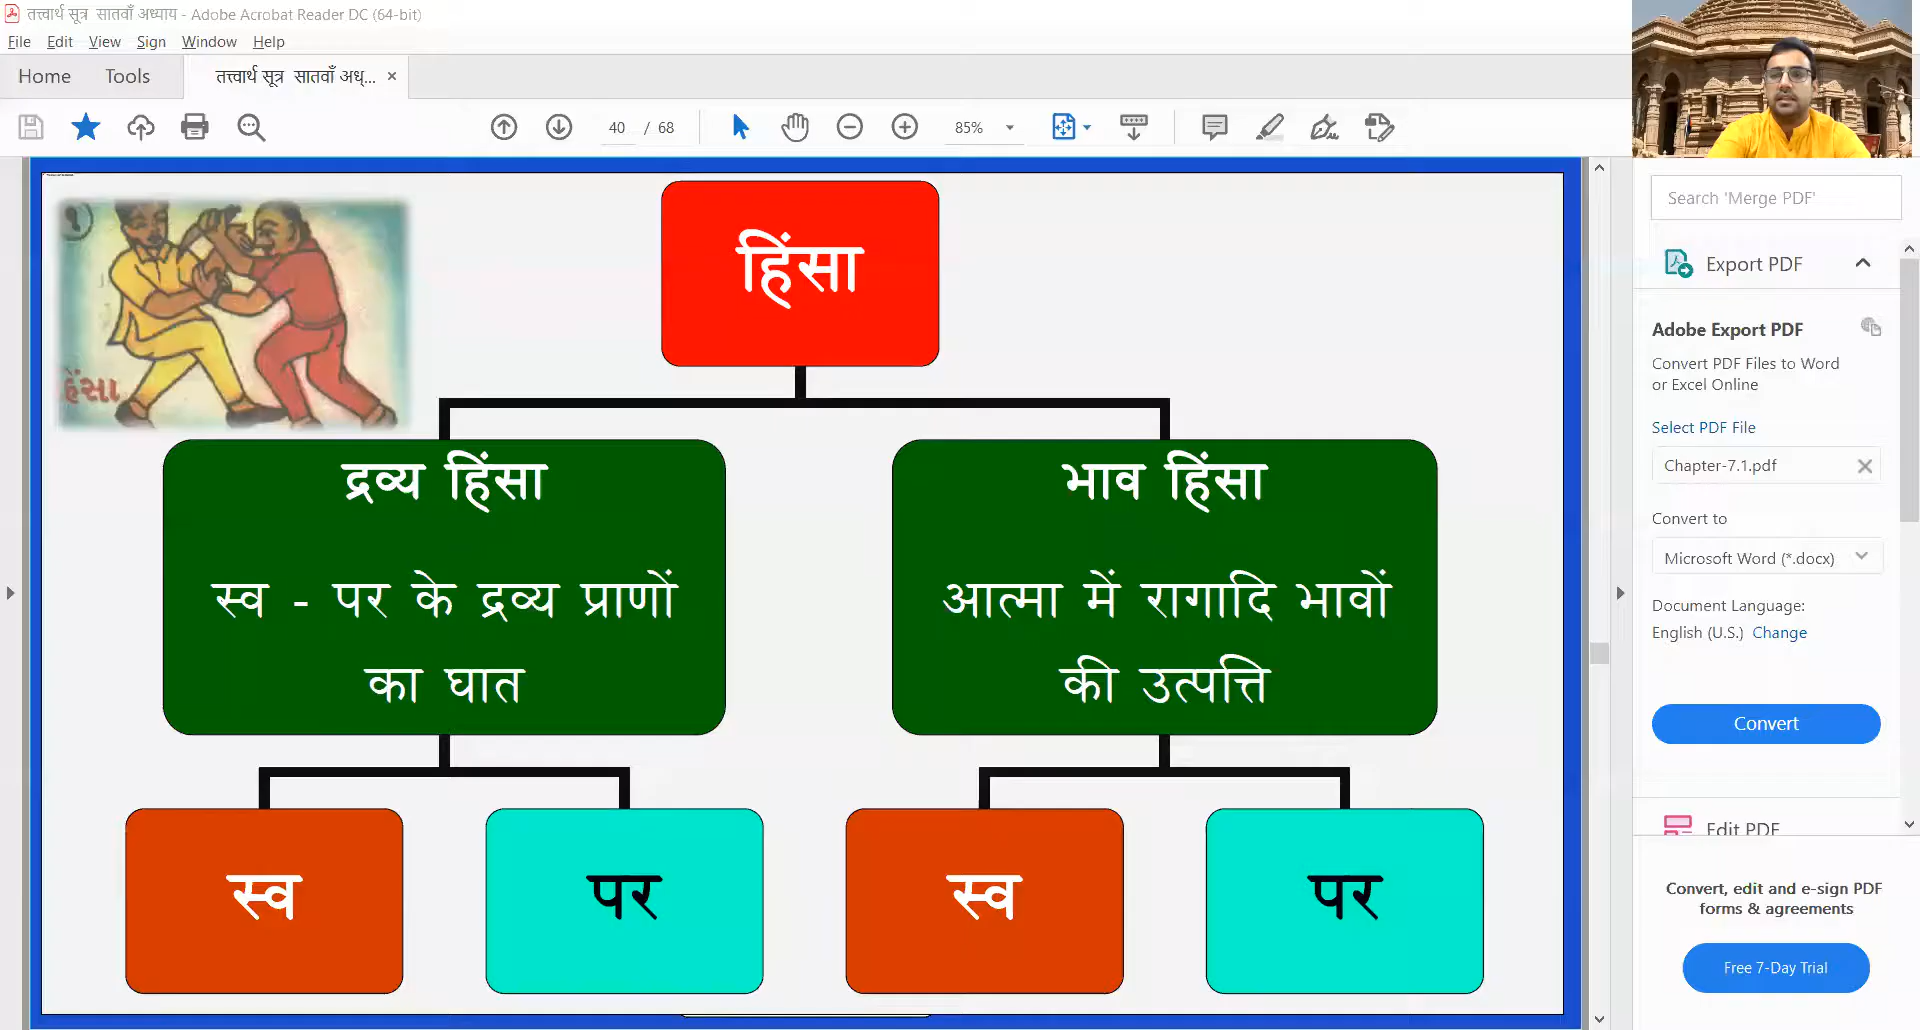 तत्त्वार्थ सूत्र सातवाँ अध्याय - Adobe Acrobat Reader DC (64-bit)
File Edit View Sign Window Help
Home Tools तत्त्वार्थ सूत्र सातवाँ अध्... ×
40 / 68 85%
हिंसा
હિંસા
द्रव्य हिंसा
स्व - पर के द्रव्य प्राणों
का घात
भाव हिंसा
आत्मा में रागादि भावों
की उत्पत्ति
स्व
पर
स्व
पर
Search 'Merge PDF'
Export PDF
Adobe Export PDF
Convert PDF Files to Word
or Excel Online
Select PDF File
Chapter-7.1.pdf
Convert to
Microsoft Word (*.docx)
Document Language:
English (U.S.) Change
Convert
Edit PDF
Convert, edit and e-sign PDF
forms & agreements
Free 7-Day Trial